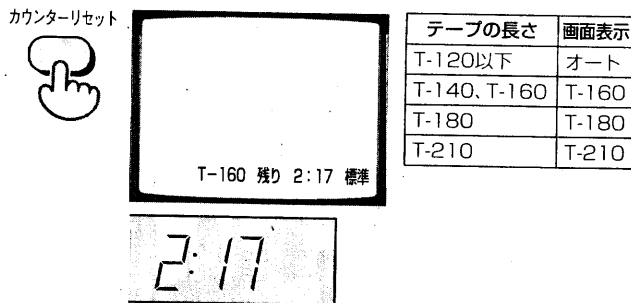 カウンターリセット
T-160 残り 2:17 標準
2:17
テープの長さ 画面表示
T-120以下 オート
T-140、T-160 T-160
T-180 T-180
T-210 T-210